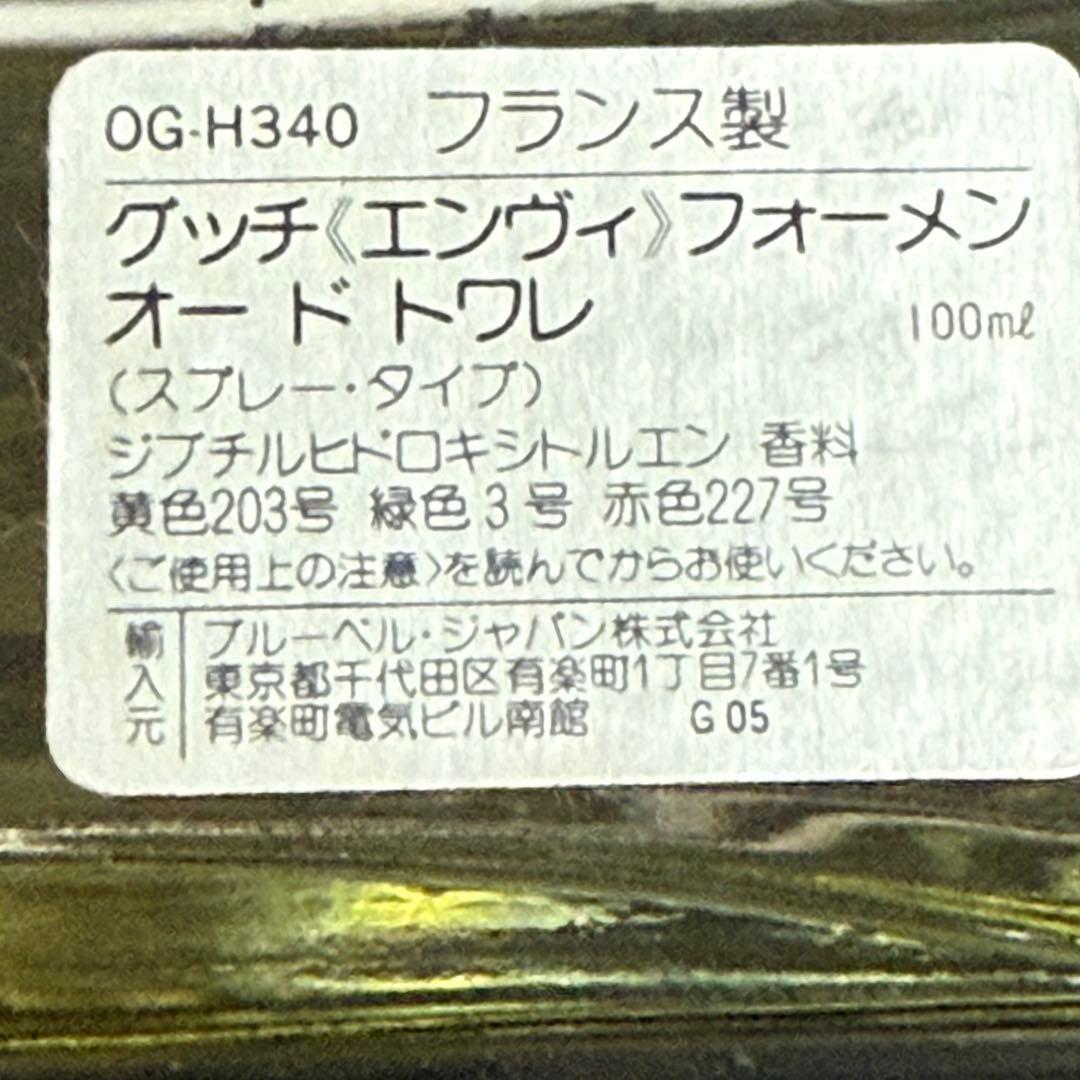 OG-H340 フランス製
グッチ《エンヴィ》フォーメン
オー ド トワレ 100ml
(スプレー・タイプ)
ジブチルヒドロキシトルエン 香料
黄色203号 緑色3号 赤色227号
〈ご使用上の注意〉を読んでからお使いください。
輸入元
ブルーベル・ジャパン株式会社
東京都千代田区有楽町1丁目7番1号
有楽町電気ビル南館 G 05